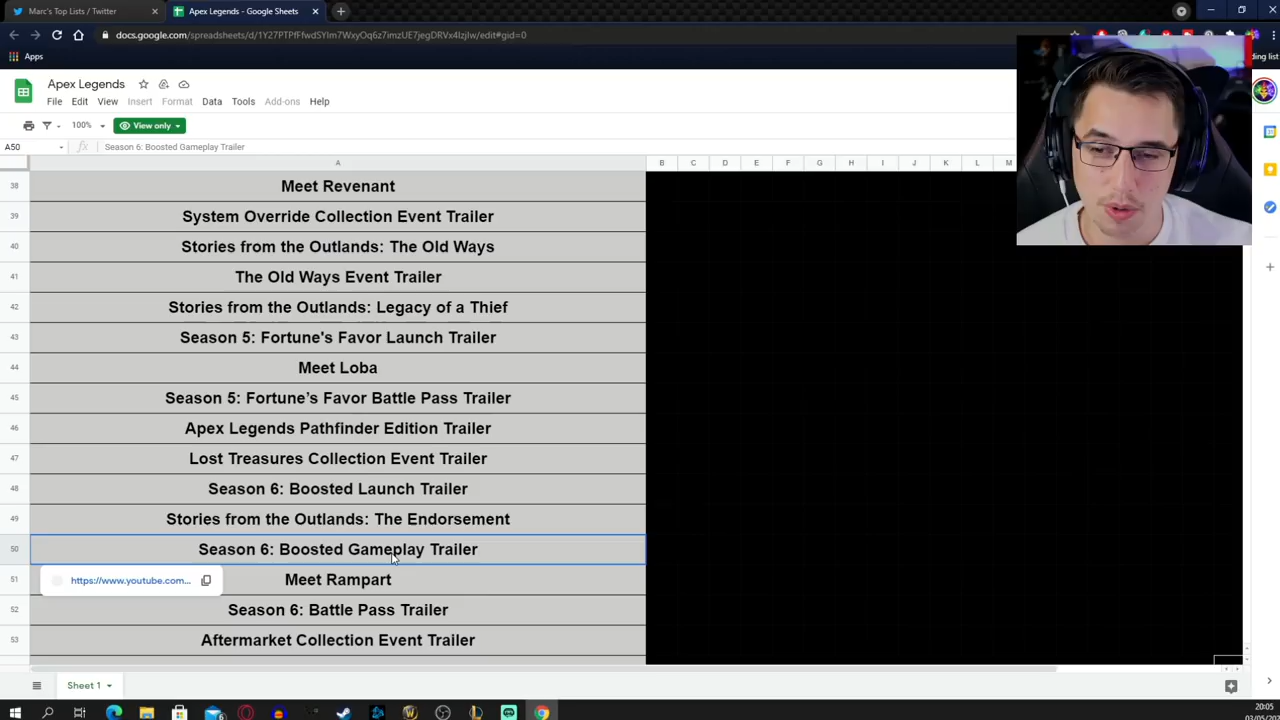 Marc's Top Lists / Twitter
Apex Legends - Google Sheets
docs.google.com/spreadsheets/d/1Y27PTPfFfwdSYlm7WxyOq6z7imzUE7jegDRVx4Izjlw/edit#gid=0
Apps
ding list
Apex Legends
File Edit View Insert Format Data Tools Add-ons Help
100% View only
A50 fx Season 6: Boosted Gameplay Trailer
A B C D E F G H I J K L M
38 Meet Revenant
39 System Override Collection Event Trailer
40 Stories from the Outlands: The Old Ways
41 The Old Ways Event Trailer
42 Stories from the Outlands: Legacy of a Thief
43 Season 5: Fortune's Favor Launch Trailer
44 Meet Loba
45 Season 5: Fortune’s Favor Battle Pass Trailer
46 Apex Legends Pathfinder Edition Trailer
47 Lost Treasures Collection Event Trailer
48 Season 6: Boosted Launch Trailer
49 Stories from the Outlands: The Endorsement
50 Season 6: Boosted Gameplay Trailer
https://www.youtube.com...
51 Meet Rampart
52 Season 6: Battle Pass Trailer
53 Aftermarket Collection Event Trailer
Sheet 1
20:05